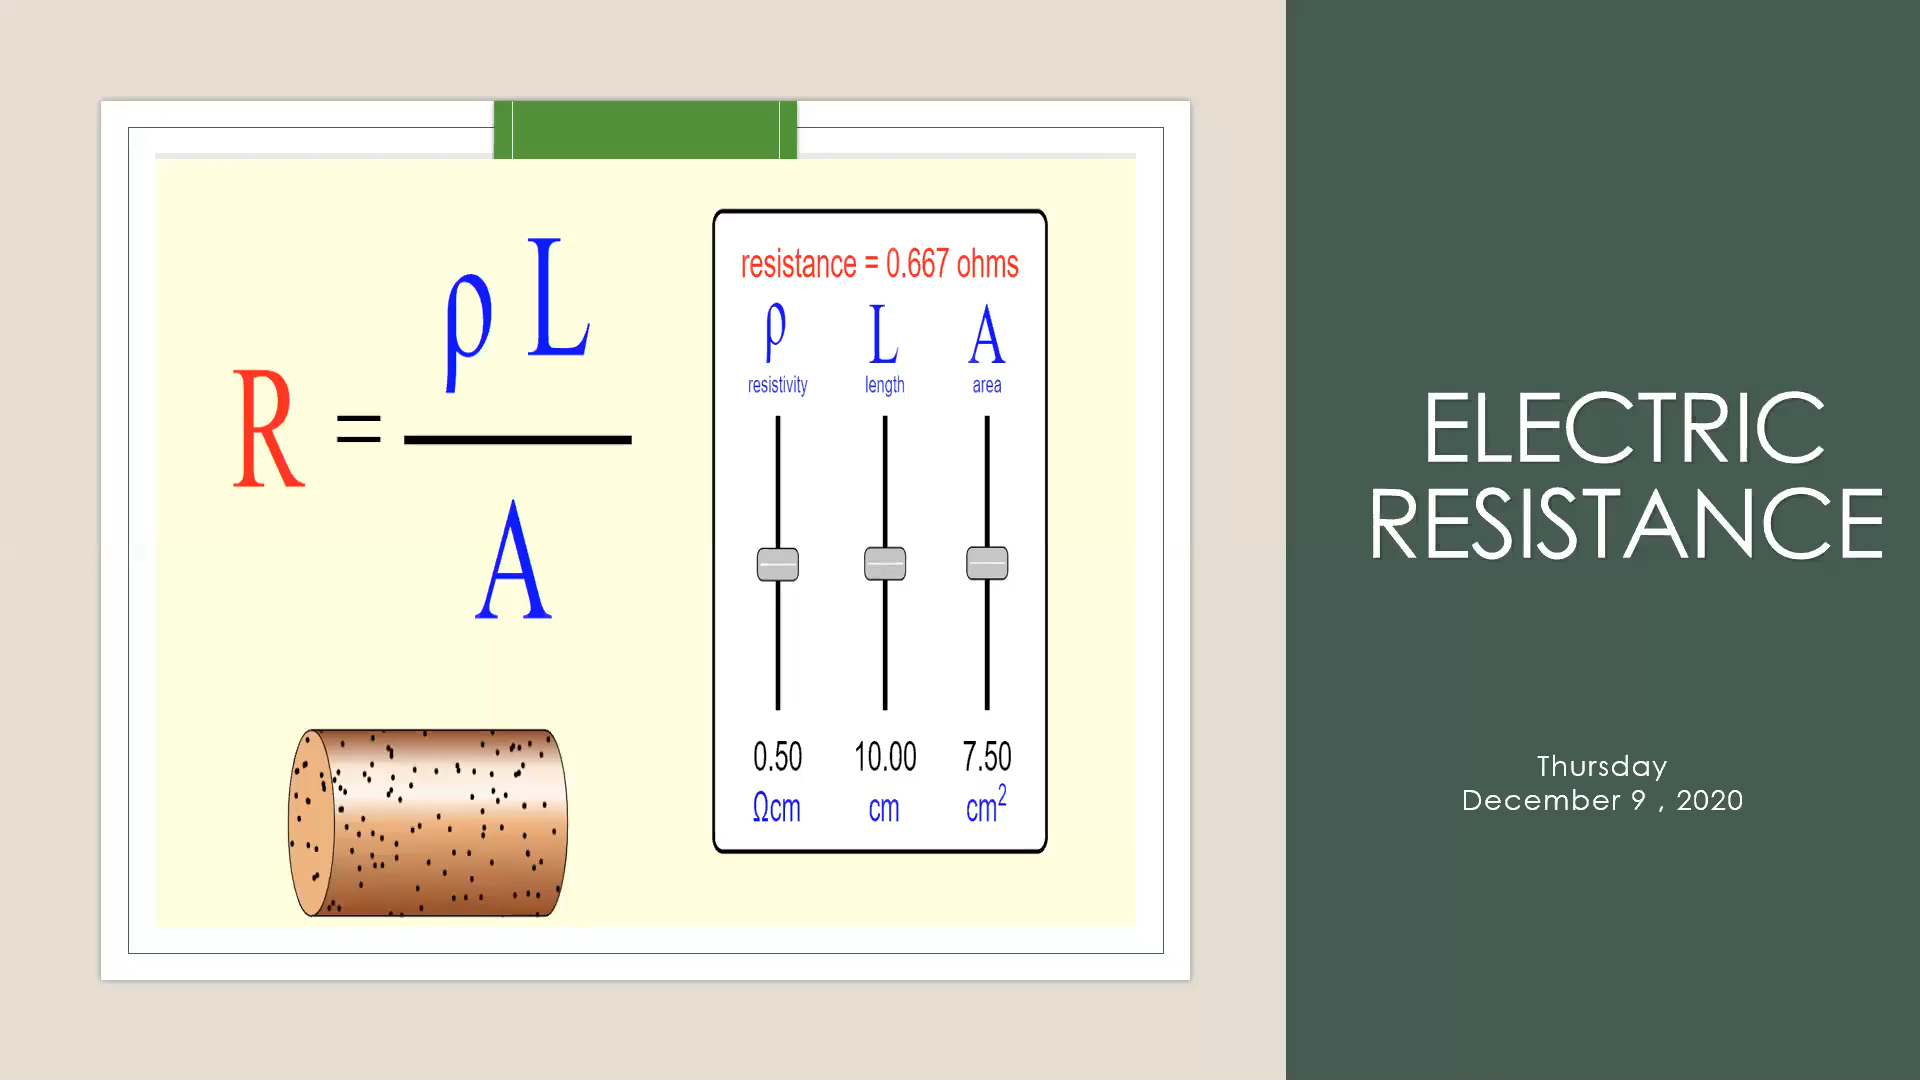 R = ρ L
A
resistance = 0.667 ohms
ρ L A
resistivity length area
0.50 10.00 7.50
Ωcm cm cm²
ELECTRIC
RESISTANCE
Thursday
December 9 , 2020